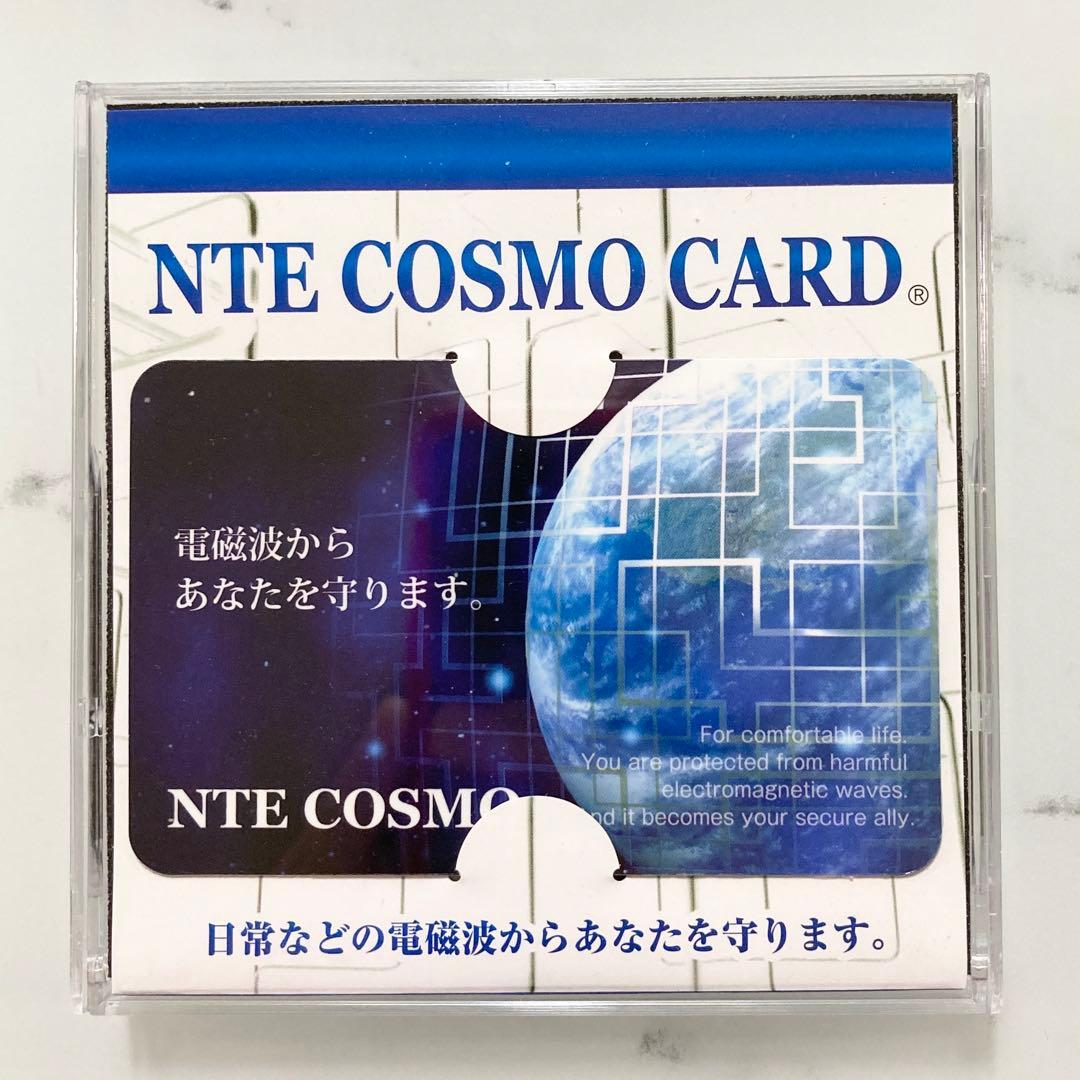 NTE COSMO CARD®
電磁波から
あなたを守ります。
For comfortable life.
You are protected from harmful
electromagnetic waves.
nd it becomes your secure ally.
NTE COSMO
日常などの電磁波からあなたを守ります。